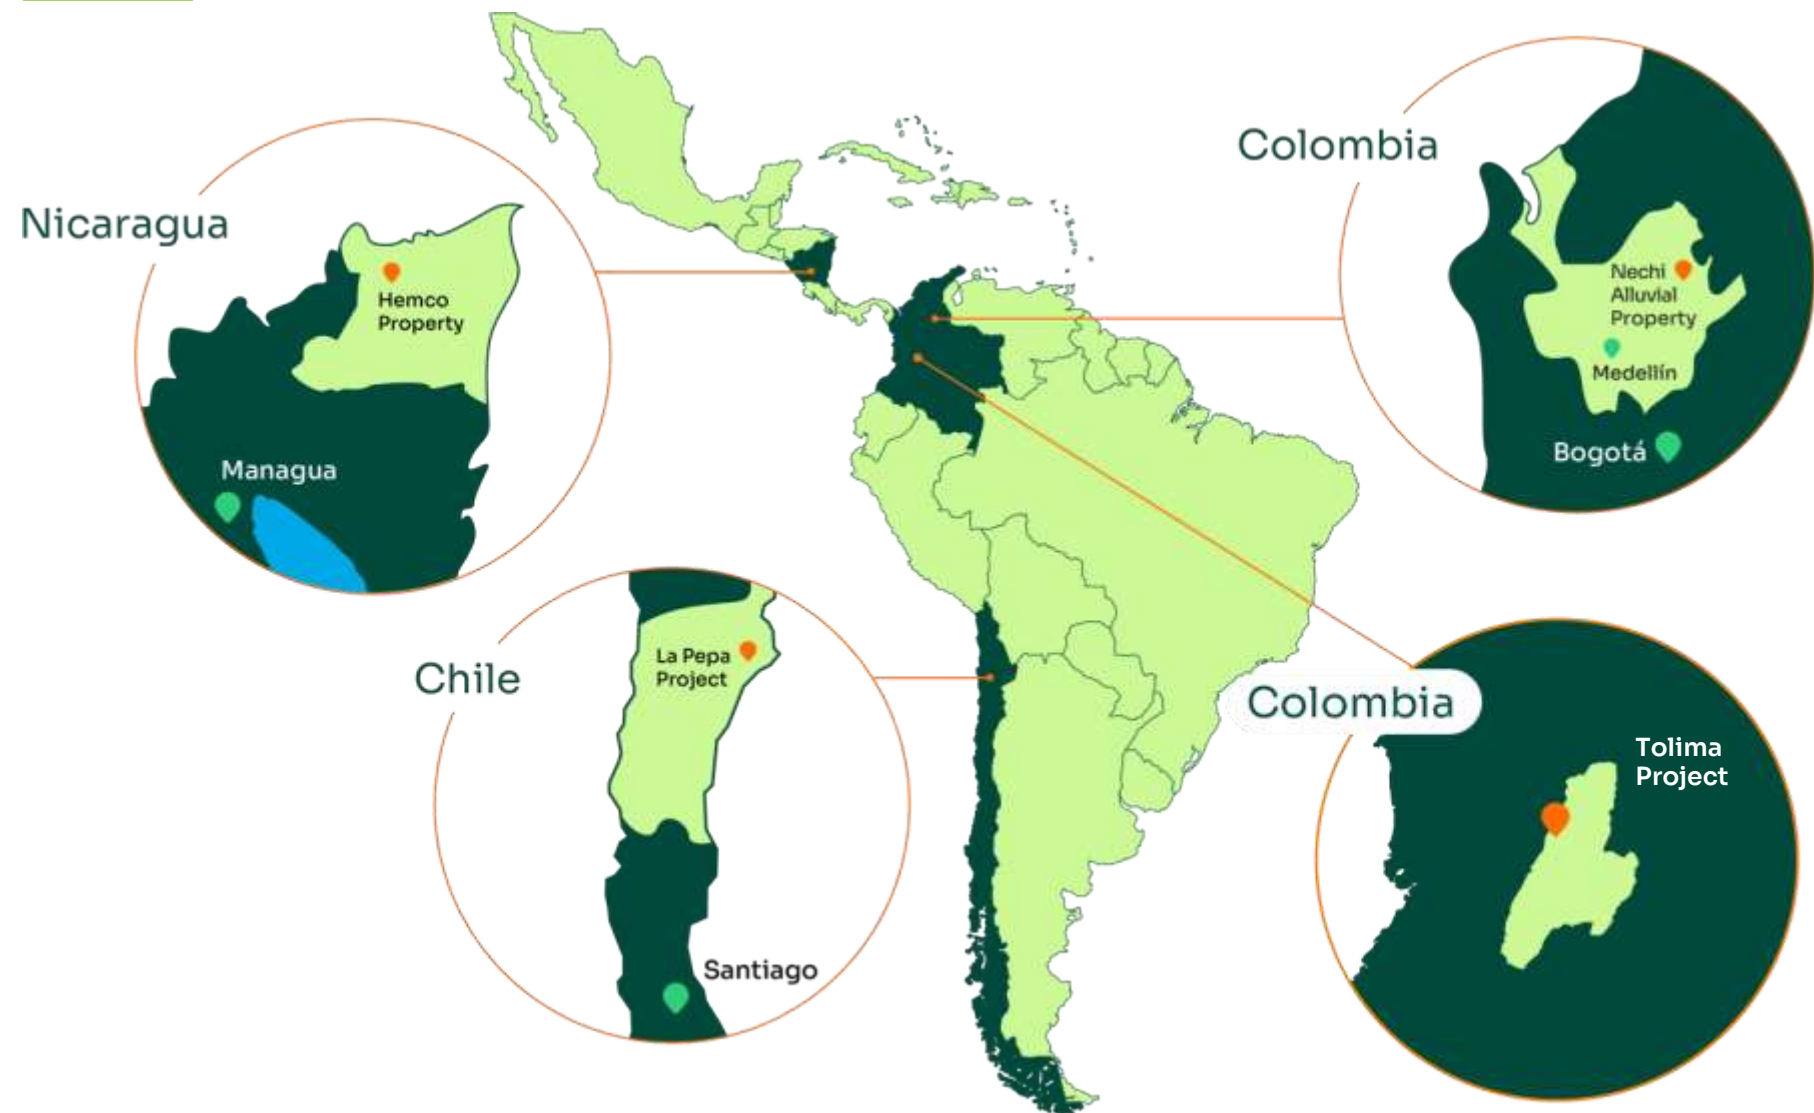 Nicaragua
Hemco
Property
Managua
Colombia
Nechi
Alluvial
Property
Medellín
Bogotá
Chile
La Pepa
Project
Santiago
Colombia
Tolima
Project